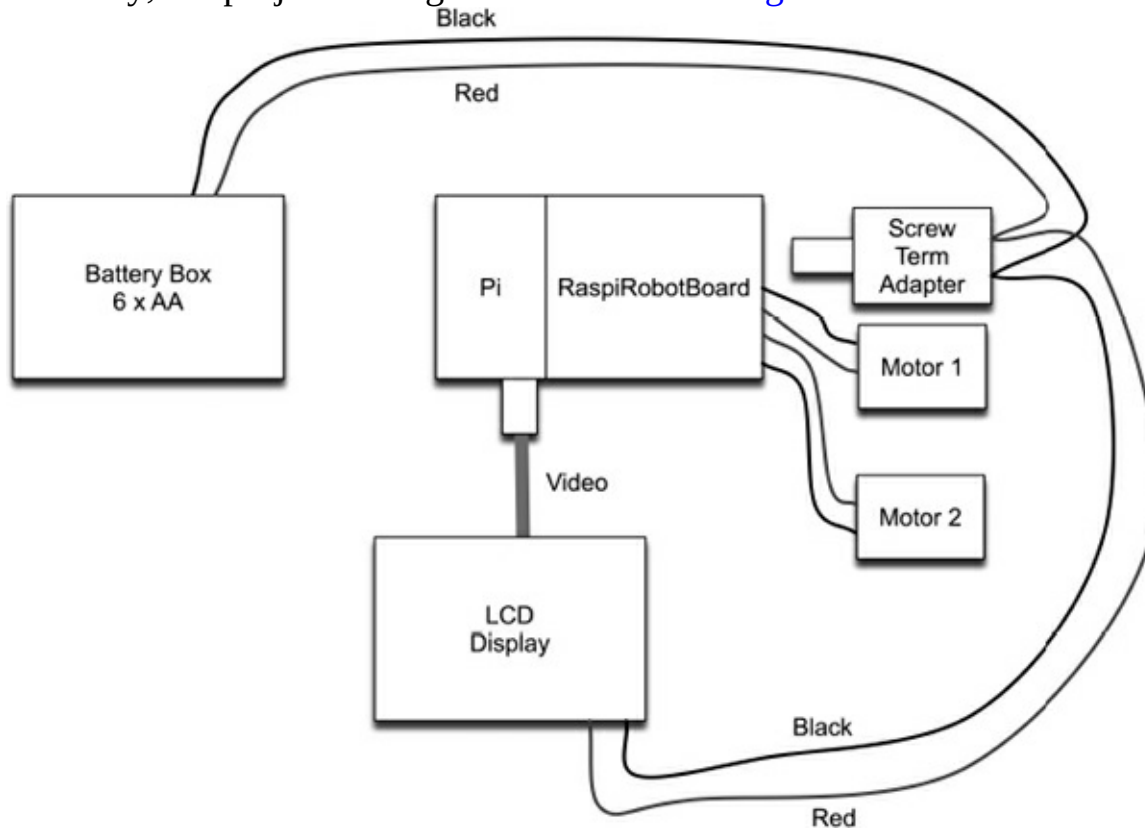 Black
Red
Battery Box
6 x AA
Pi
RaspiRobotBoard
Screw
Term
Adapter
Motor 1
Video
Motor 2
LCD
Display
Black
Red